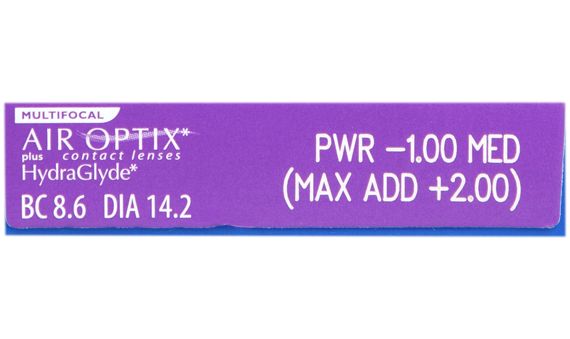 MULTIFOCAL
AIR OPTIX*
plus contact lenses
HydraGlyde*
BC 8.6 DIA 14.2
PWR –1.00 MED
(MAX ADD +2.00)